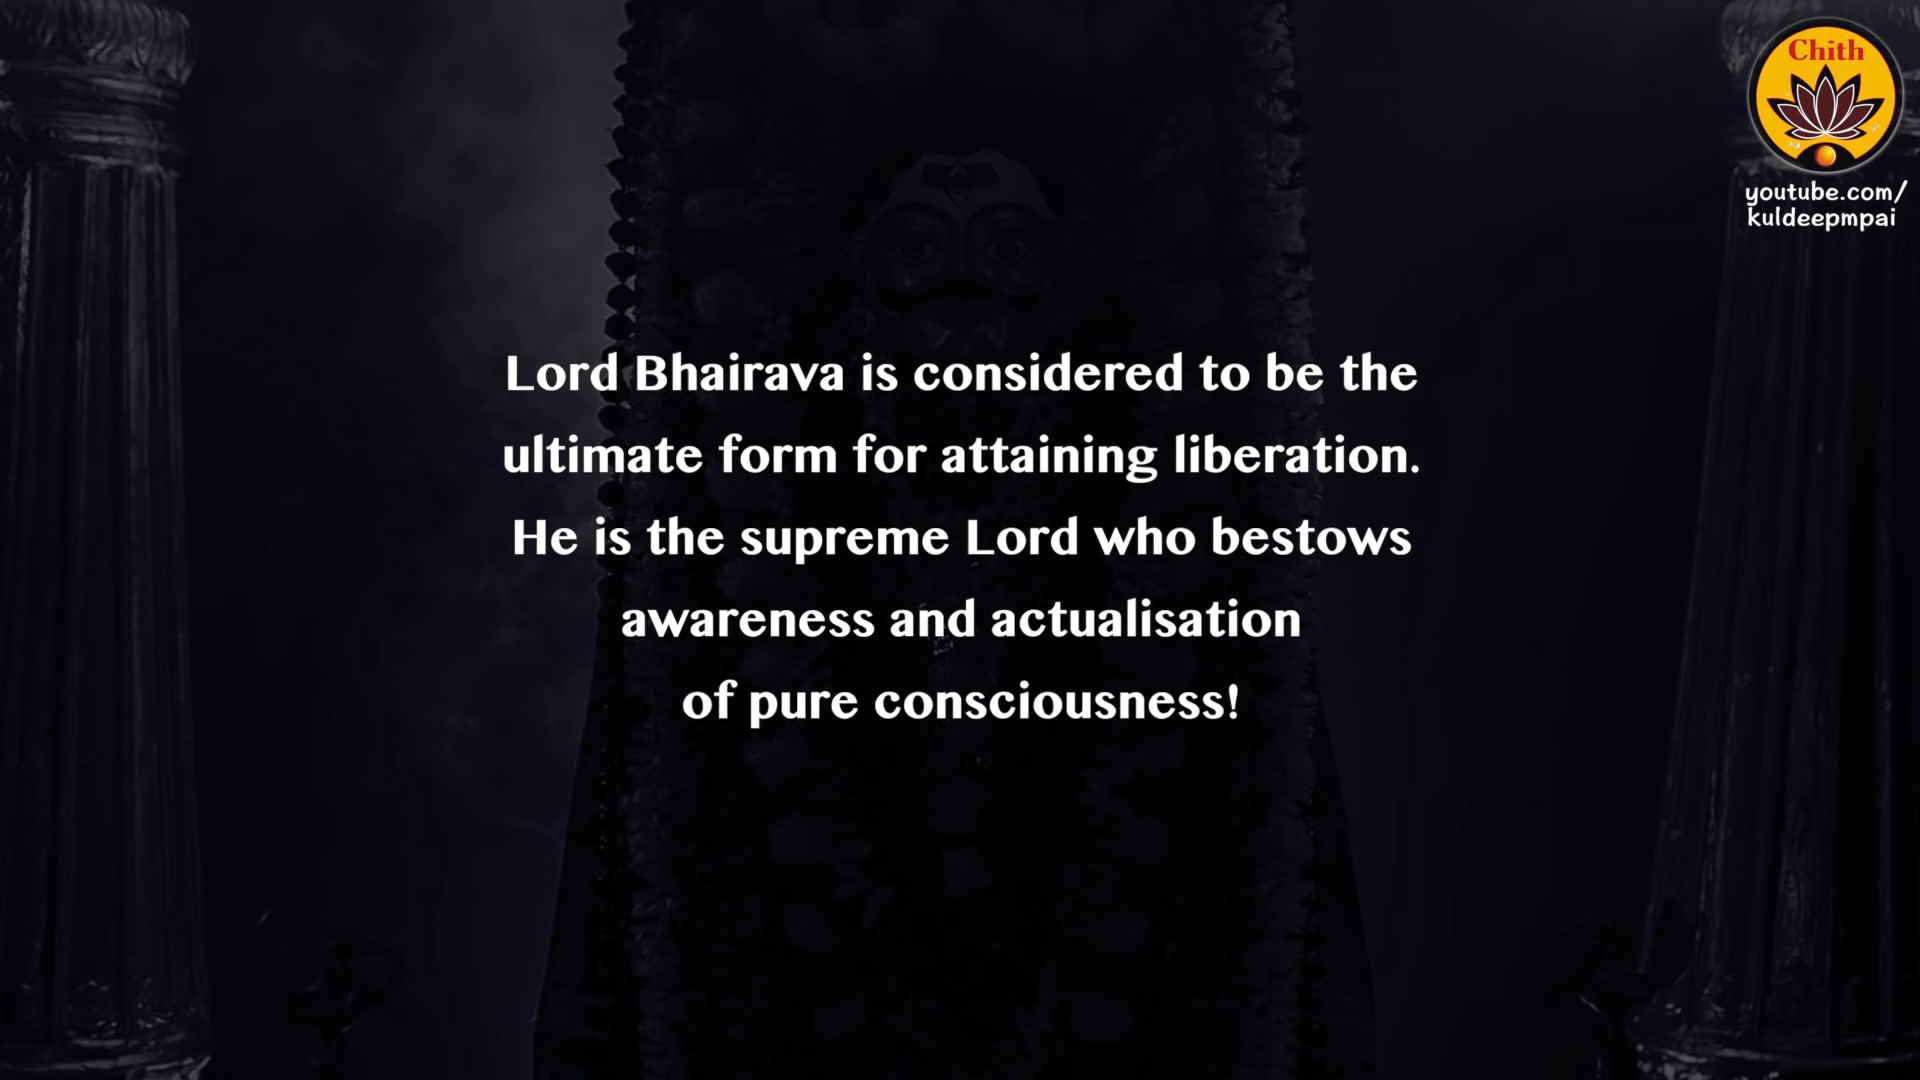 Chith
youtube.com/
kuldeepmpai
Lord Bhairava is considered to be the
ultimate form for attaining liberation.
He is the supreme Lord who bestows
awareness and actualisation
of pure consciousness!